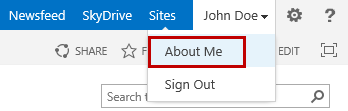 Newsfeed SkyDrive Sites John Doe
SHARE F EDIT
About Me
Sign Out
Search t